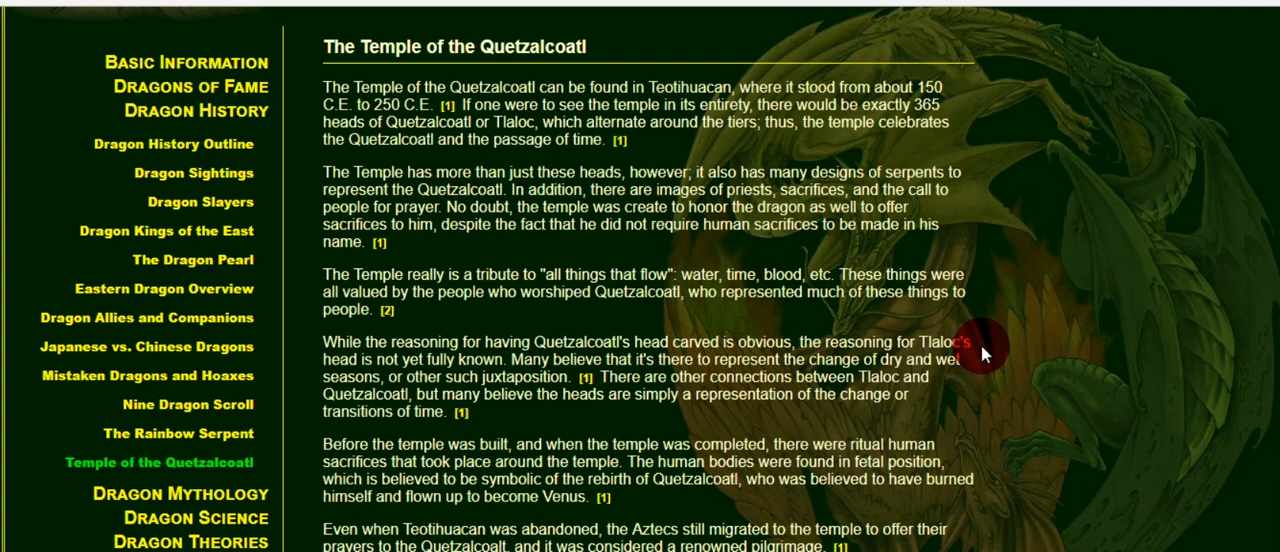 BASIC INFORMATION
DRAGONS OF FAME
DRAGON HISTORY
Dragon History Outline
Dragon Sightings
Dragon Slayers
Dragon Kings of the East
The Dragon Pearl
Eastern Dragon Overview
Dragon Allies and Companions
Japanese vs. Chinese Dragons
Mistaken Dragons and Hoaxes
Nine Dragon Scroll
The Rainbow Serpent
Temple of the Quetzalcoatl
DRAGON MYTHOLOGY
DRAGON SCIENCE
DRAGON THEORIES
The Temple of the Quetzalcoatl
The Temple of the Quetzalcoatl can be found in Teotihuacan, where it stood from about 150
C.E. to 250 C.E. [1] If one were to see the temple in its entirety, there would be exactly 365
heads of Quetzalcoatl or Tlaloc, which alternate around the tiers; thus, the temple celebrates
the Quetzalcoatl and the passage of time. [1]
The Temple has more than just these heads, however; it also has many designs of serpents to
represent the Quetzalcoatl. In addition, there are images of priests, sacrifices, and the call to
people for prayer. No doubt, the temple was create to honor the dragon as well to offer
sacrifices to him, despite the fact that he did not require human sacrifices to be made in his
name. [1]
The Temple really is a tribute to "all things that flow": water, time, blood, etc. These things were
all valued by the people who worshiped Quetzalcoatl, who represented much of these things to
people. [2]
While the reasoning for having Quetzalcoatl's head carved is obvious, the reasoning for Tlaloc's
head is not yet fully known. Many believe that it's there to represent the change of dry and wet
seasons, or other such juxtaposition. [1] There are other connections between Tlaloc and
Quetzalcoatl, but many believe the heads are simply a representation of the change or
transitions of time. [1]
Before the temple was built, and when the temple was completed, there were ritual human
sacrifices that took place around the temple. The human bodies were found in fetal position,
which is believed to be symbolic of the rebirth of Quetzalcoatl, who was believed to have burned
himself and flown up to become Venus. [1]
Even when Teotihuacan was abandoned, the Aztecs still migrated to the temple to offer their
prayers to the Quetzalcoalt, and it was considered a renowned pilgrimage. [1]